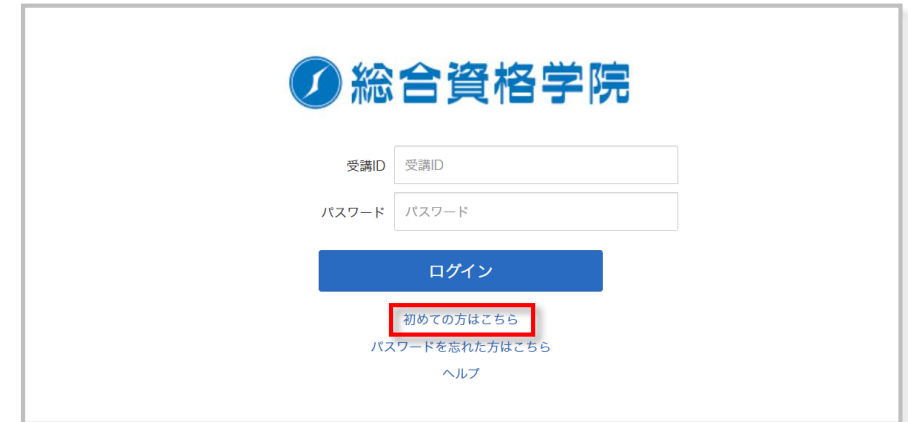 総合資格学院
受講ID 受講ID
パスワード パスワード
ログイン
初めての方はこちら
パスワードを忘れた方はこちら
ヘルプ